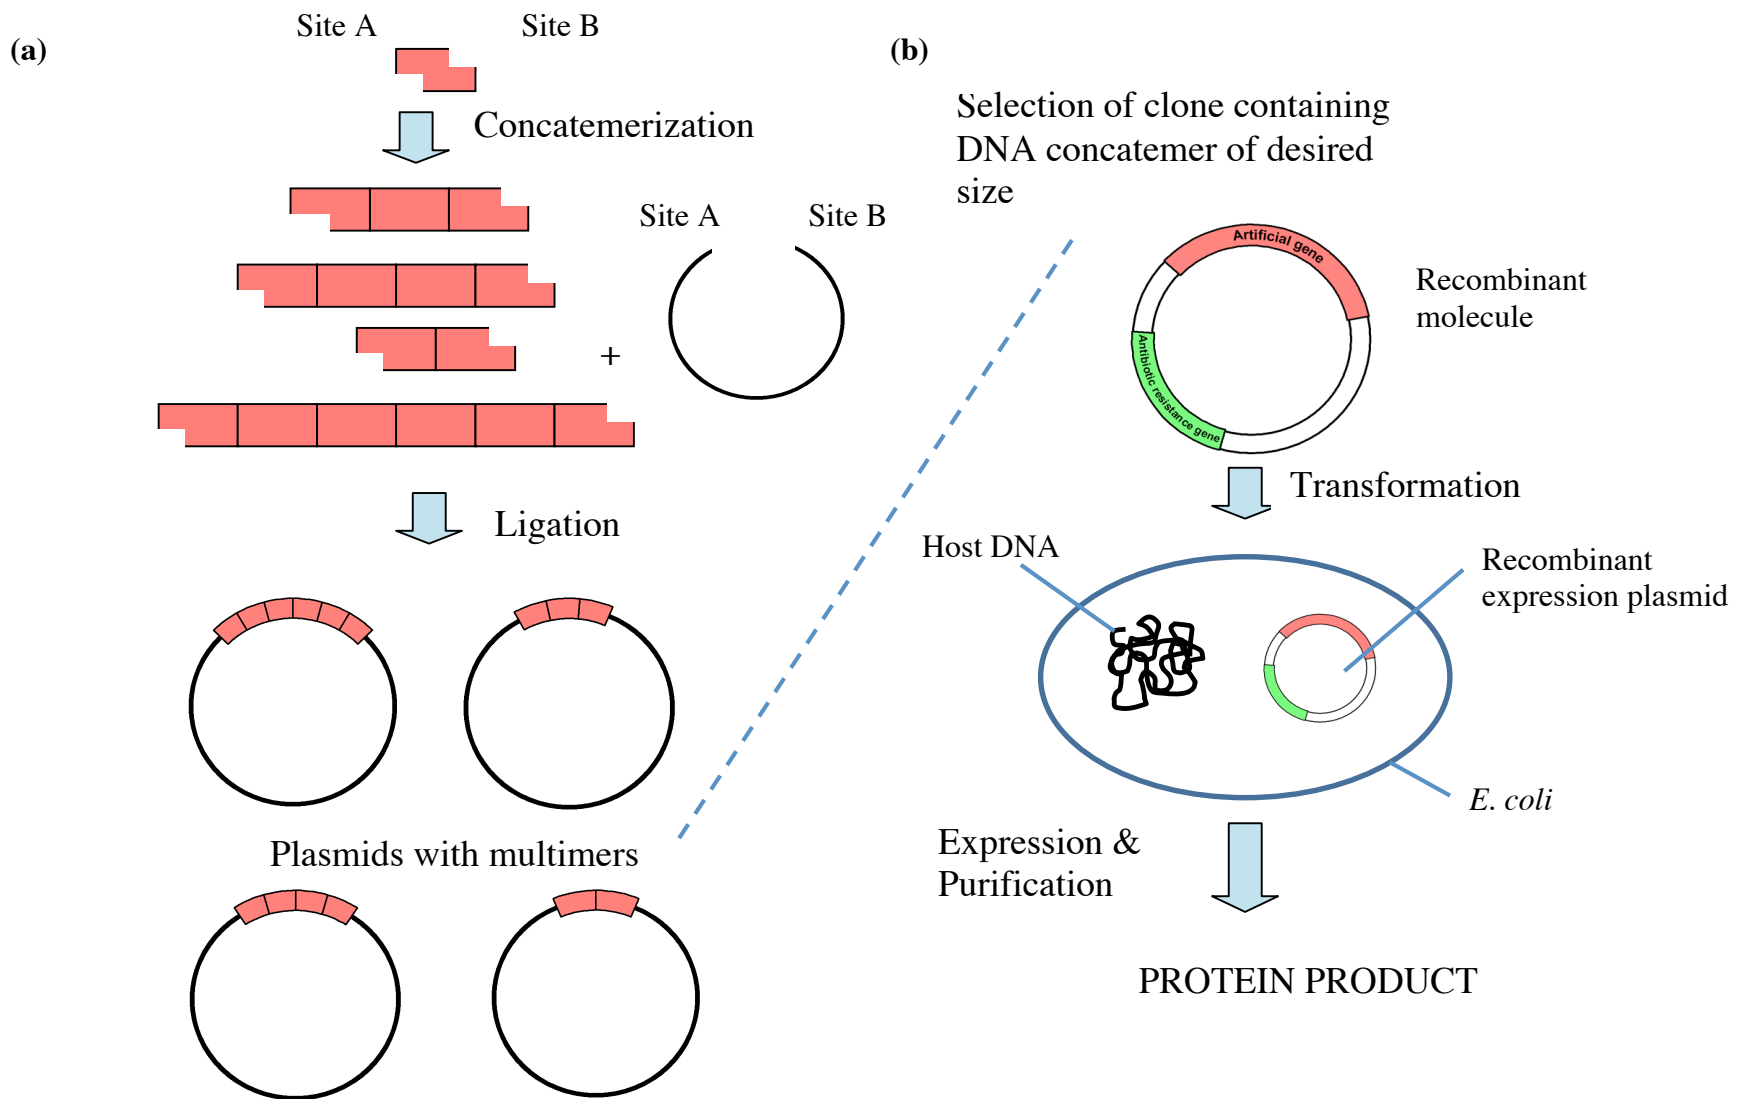 (a)
Site A
Site B
Concatemerization
Site A
Site B
+
Ligation
Plasmids with multimers
(b)
Selection of clone containing
DNA concatemer of desired
size
Artificial gene
Antibiotic resistance gene
Recombinant
molecule
Transformation
Host DNA
Recombinant
expression plasmid
E. coli
Expression &
Purification
PROTEIN PRODUCT